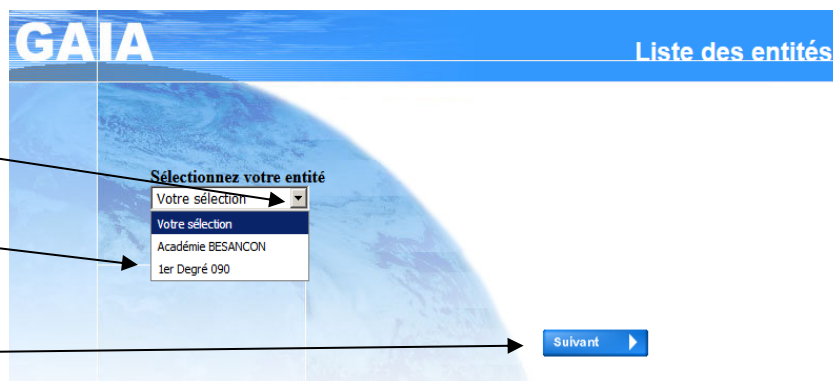 GAIA
Liste des entités
Sélectionnez votre entité
Votre sélection
Votre sélection
Académie BESANCON
1er Degré 090
Suivant